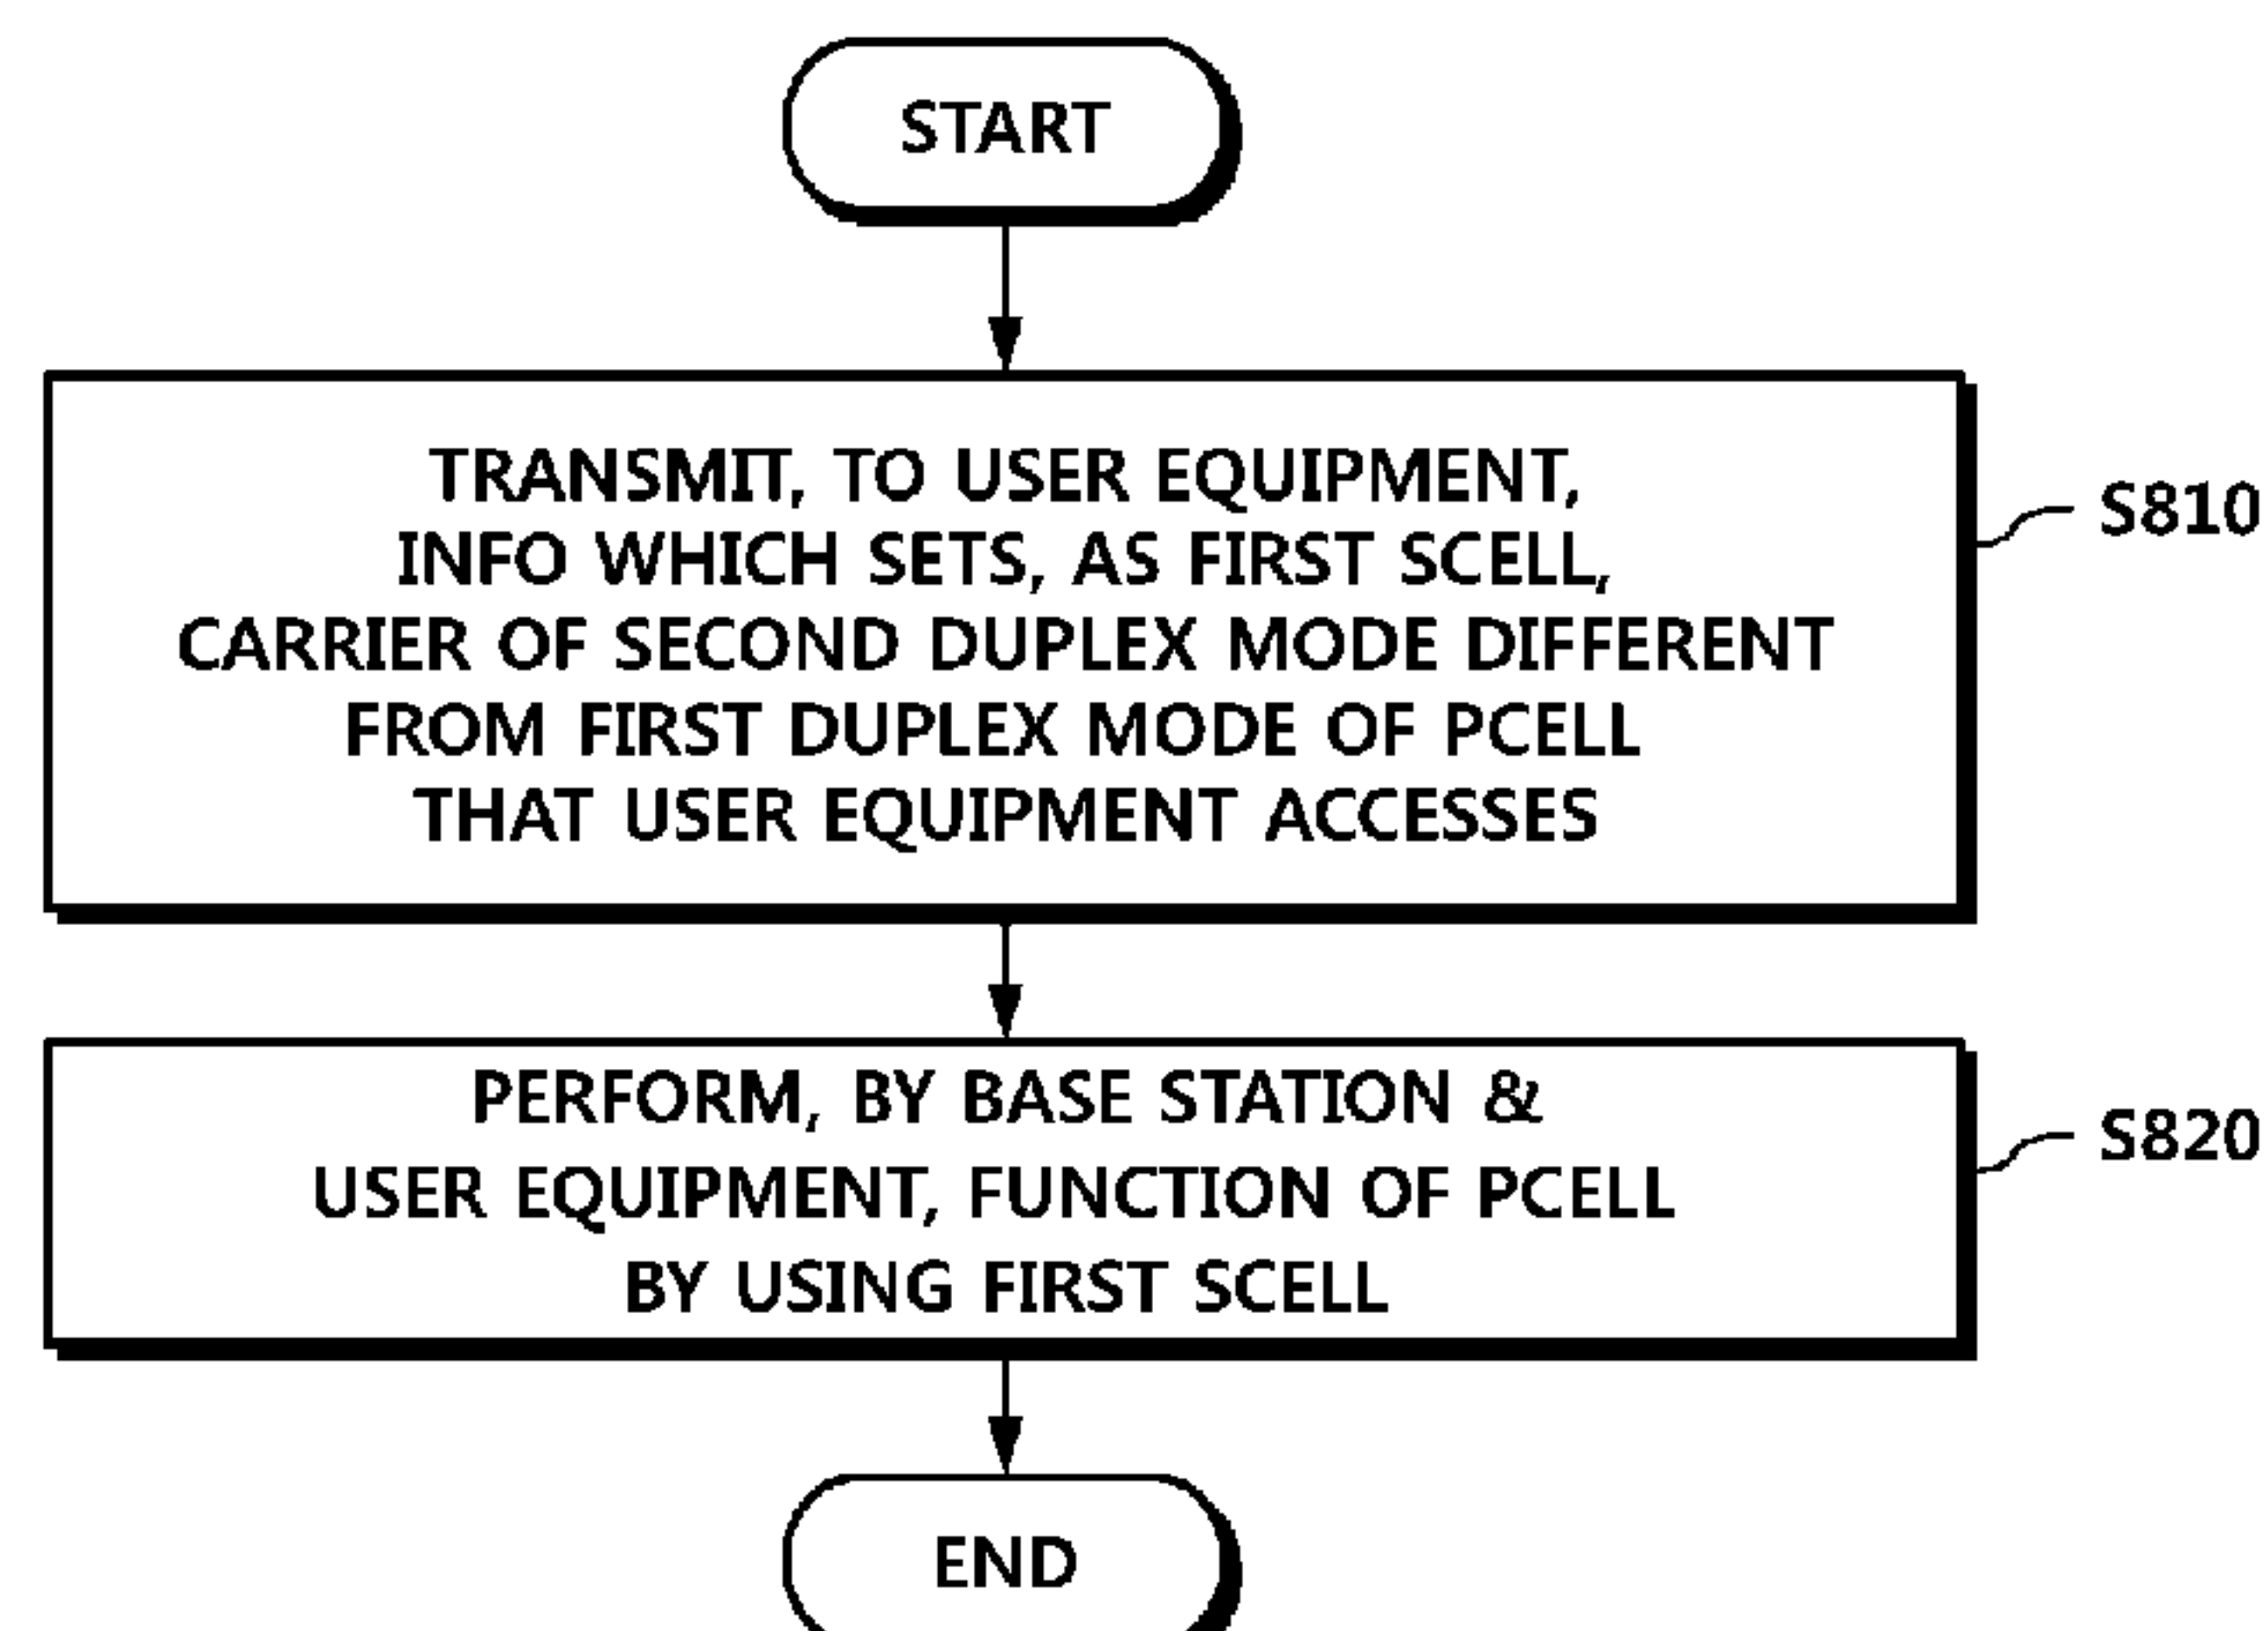 START
TRANSMIT, TO USER EQUIPMENT,
INFO WHICH SETS, AS FIRST SCELL,
CARRIER OF SECOND DUPLEX MODE DIFFERENT
FROM FIRST DUPLEX MODE OF PCELL
THAT USER EQUIPMENT ACCESSES
S810
PERFORM, BY BASE STATION &
USER EQUIPMENT, FUNCTION OF PCELL
BY USING FIRST SCELL
S820
END